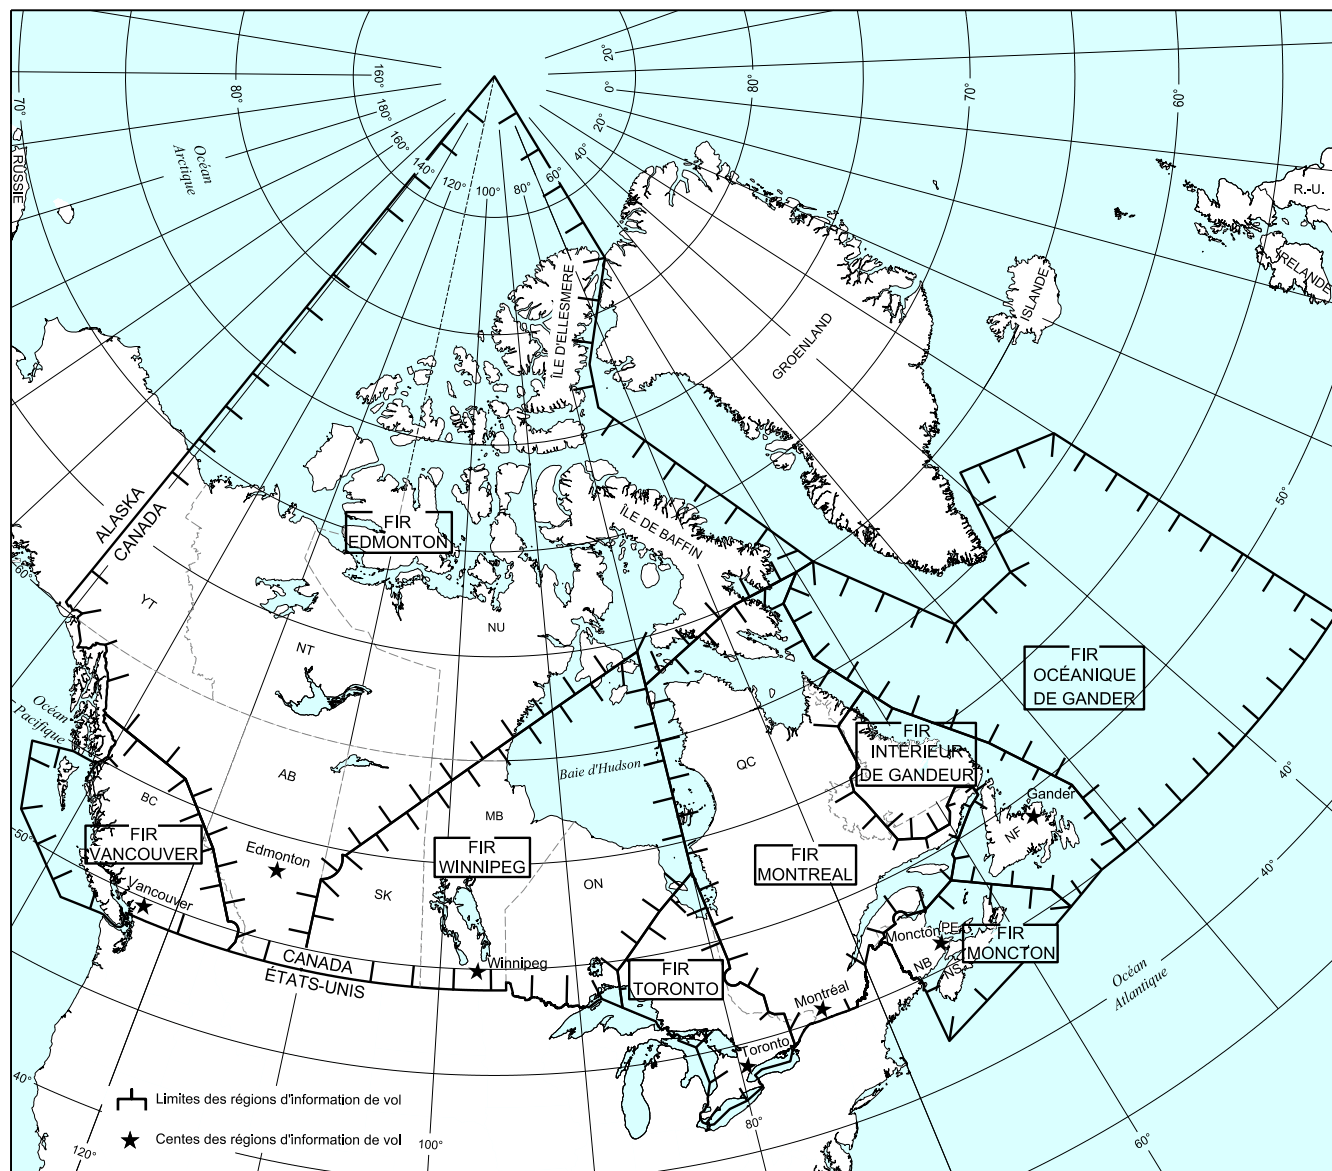 160°
180°
160°
140°
120°
100°
80°
60°
40°
20°
0°
20°
70°
80°
80°
70°
60°
RUSSIE
Océan
Arctique
R.-U.
IRELANDE
ISLANDE
GROENLAND
ÎLE D'ELLESMERE
ÎLE DE BAFFIN
50°
ALASKA
CANADA
FIR
EDMONTON
YT
NT
NU
FIR
OCÉANIQUE
DE GANDER
Océan
Pacifique
FIR
INTÉRIEUR
DE GANDEUR
Baie d'Hudson
QC
AB
BC
MB
Gander
NF
40°
FIR
VANCOUVER
50°
Edmonton
Vancouver
SK
FIR
WINNIPEG
ON
FIR
MONTREAL
40°
Moncton
PE
FIR
MONCTON
NB
NS
CANADA
ÉTATS-UNIS
Winnipeg
FIR
TORONTO
Montréal
Océan
Atlantique
Toronto
40°
Limites des régions d'information de vol
Centes des régions d'information de vol
120°
100°
80°
60°